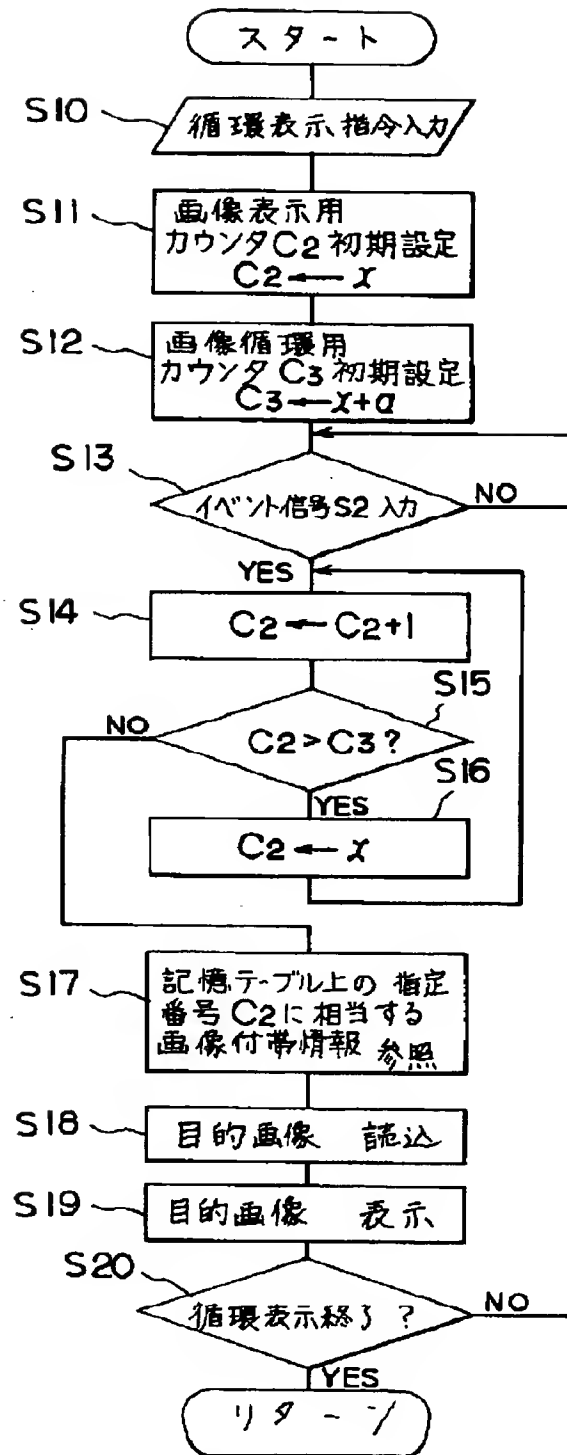 スタート
S10
循環表示指令入力
S11
画像表示用
カウンタC2初期設定
C2←x
S12
画像循環用
カウンタC3初期設定
C3←x+a
S13
イベント信号S2入力
NO
YES
S14
C2←C2+1
S15
NO
C2>C3?
S16
YES
C2←x
S17
記憶テーブル上の指定
番号C2に相当する
画像付帯情報 参照
S18
目的画像 読込
S19
目的画像 表示
S20
循環表示終了?
NO
YES
リターン